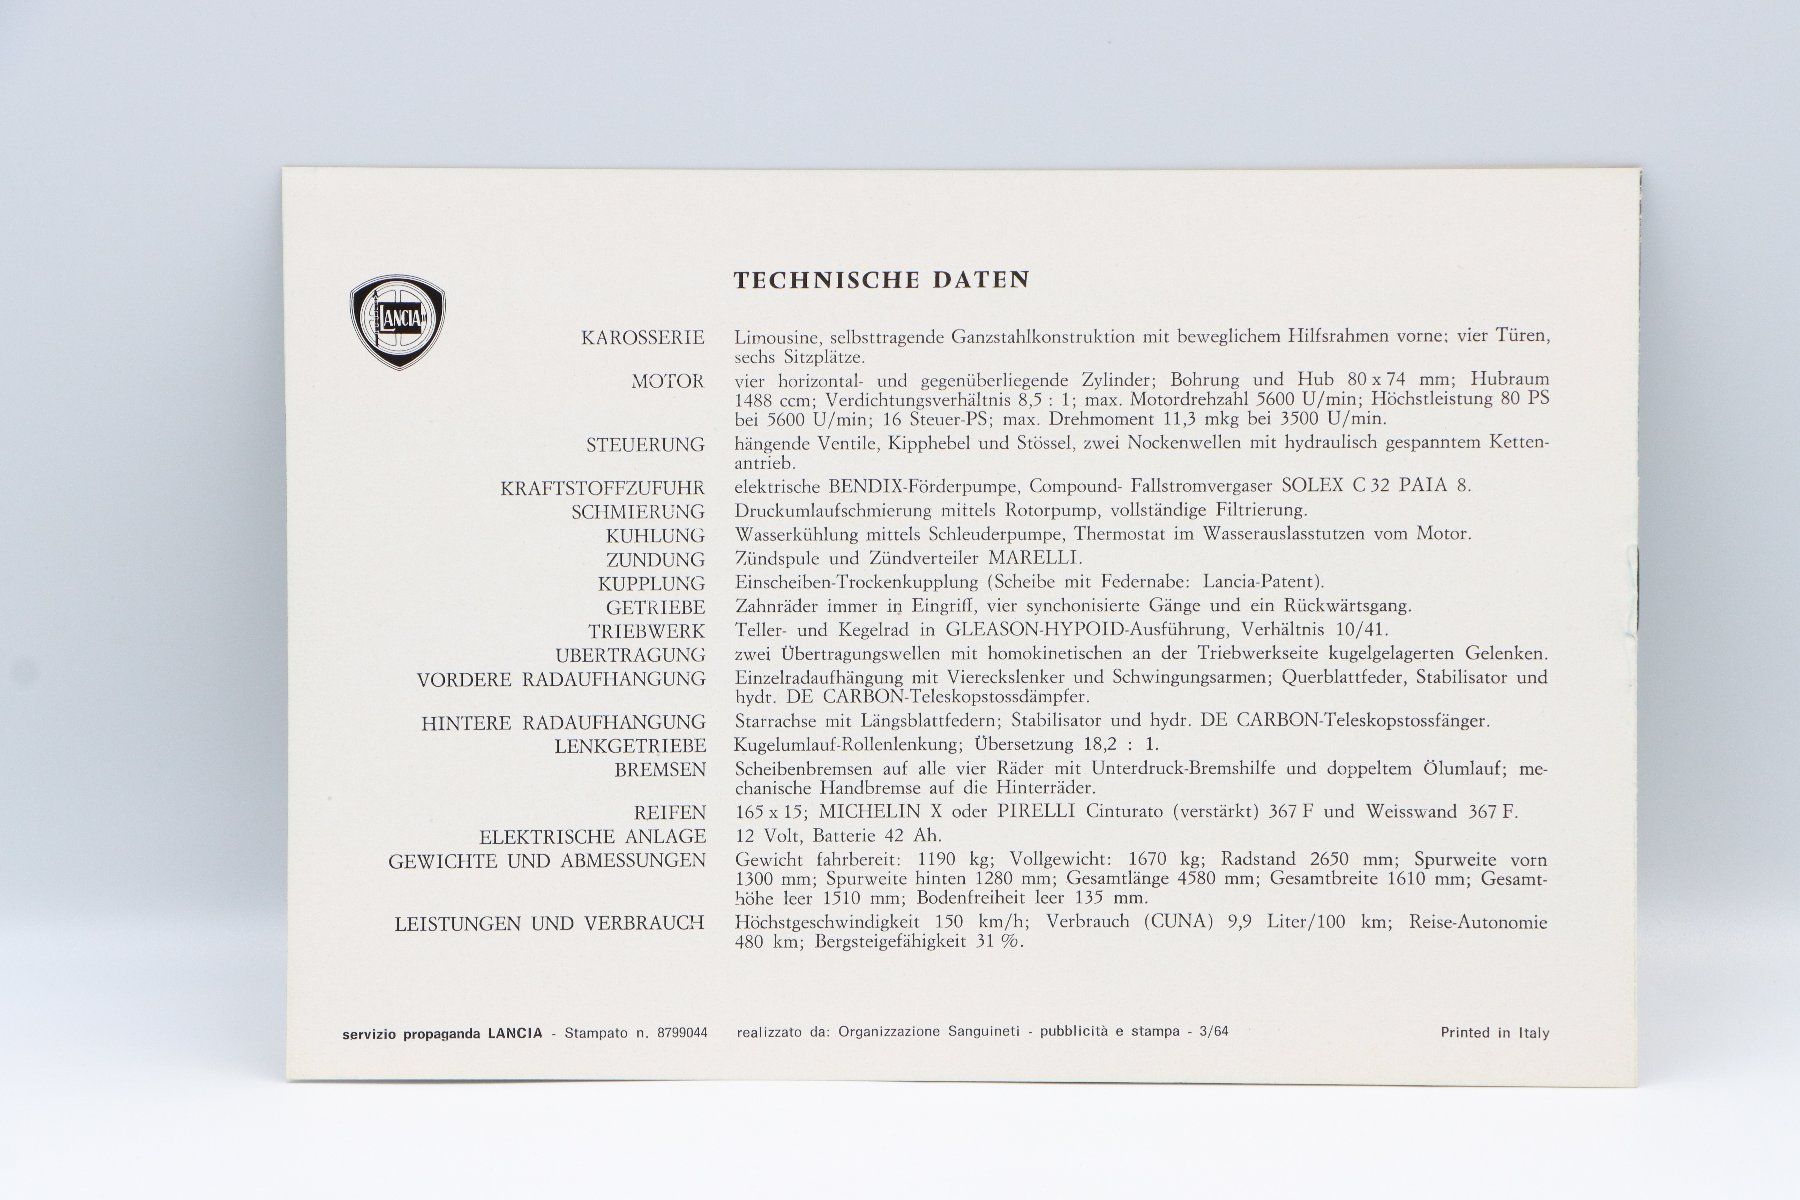 LANCIA
TECHNISCHE DATEN
KAROSSERIE Limousine, selbsttragende Ganzstahlkonstruktion mit beweglichem Hilfsrahmen vorne; vier Türen,
sechs Sitzplätze.
MOTOR vier horizontal- und gegenüberliegende Zylinder; Bohrung und Hub 80 x 74 mm; Hubraum
1488 ccm; Verdichtungsverhältnis 8,5 : 1; max. Motordrehzahl 5600 U/min; Höchstleistung 80 PS
bei 5600 U/min; 16 Steuer-PS; max. Drehmoment 11,3 mkg bei 3500 U/min.
STEUERUNG hängende Ventile, Kipphebel und Stössel, zwei Nockenwellen mit hydraulisch gespanntem Ketten-
antrieb.
KRAFTSTOFFZUFUHR elektrische BENDIX-Förderpumpe, Compound- Fallstromvergaser SOLEX C 32 PAIA 8.
SCHMIERUNG Druckumlaufschmierung mittels Rotorpump, vollständige Filtrierung.
KUHLUNG Wasserkühlung mittels Schleuderpumpe, Thermostat im Wasserauslasstutzen vom Motor.
ZUNDUNG Zündspule und Zündverteiler MARELLI.
KUPPLUNG Einscheiben-Trockenkupplung (Scheibe mit Federnabe: Lancia-Patent).
GETRIEBE Zahnräder immer in Eingriff, vier synchonisierte Gänge und ein Rückwärtsgang.
TRIEBWERK Teller- und Kegelrad in GLEASON-HYPOID-Ausführung, Verhältnis 10/41.
UBERTRAGUNG zwei Übertragungswellen mit homokinetischen an der Triebwerkseite kugelgelagerten Gelenken.
VORDERE RADAUFHANGUNG Einzelradaufhängung mit Viereckslenker und Schwingungsarmen; Querblattfeder, Stabilisator und
hydr. DE CARBON-Teleskopstossdämpfer.
HINTERE RADAUFHANGUNG Starrachse mit Längsblattfedern; Stabilisator und hydr. DE CARBON-Teleskopstossfänger.
LENKGETRIEBE Kugelumlauf-Rollenlenkung; Übersetzung 18,2 : 1.
BREMSEN Scheibenbremsen auf alle vier Räder mit Unterdruck-Bremshilfe und doppeltem Ölumlauf; me-
chanische Handbremse auf die Hinterräder.
REIFEN 165 x 15; MICHELIN X oder PIRELLI Cinturato (verstärkt) 367 F und Weisswand 367 F.
ELEKTRISCHE ANLAGE 12 Volt, Batterie 42 Ah.
GEWICHTE UND ABMESSUNGEN Gewicht fahrbereit: 1190 kg; Vollgewicht: 1670 kg; Radstand 2650 mm; Spurweite vorn
1300 mm; Spurweite hinten 1280 mm; Gesamtlänge 4580 mm; Gesamtbreite 1610 mm; Gesamt-
höhe leer 1510 mm; Bodenfreiheit leer 135 mm.
LEISTUNGEN UND VERBRAUCH Höchstgeschwindigkeit 150 km/h; Verbrauch (CUNA) 9,9 Liter/100 km; Reise-Autonomie
480 km; Bergsteigefähigkeit 31 %.
servizio propaganda LANCIA - Stampato n. 8799044 realizzato da: Organizzazione Sanguineti - pubblicità e stampa - 3/64 Printed in Italy